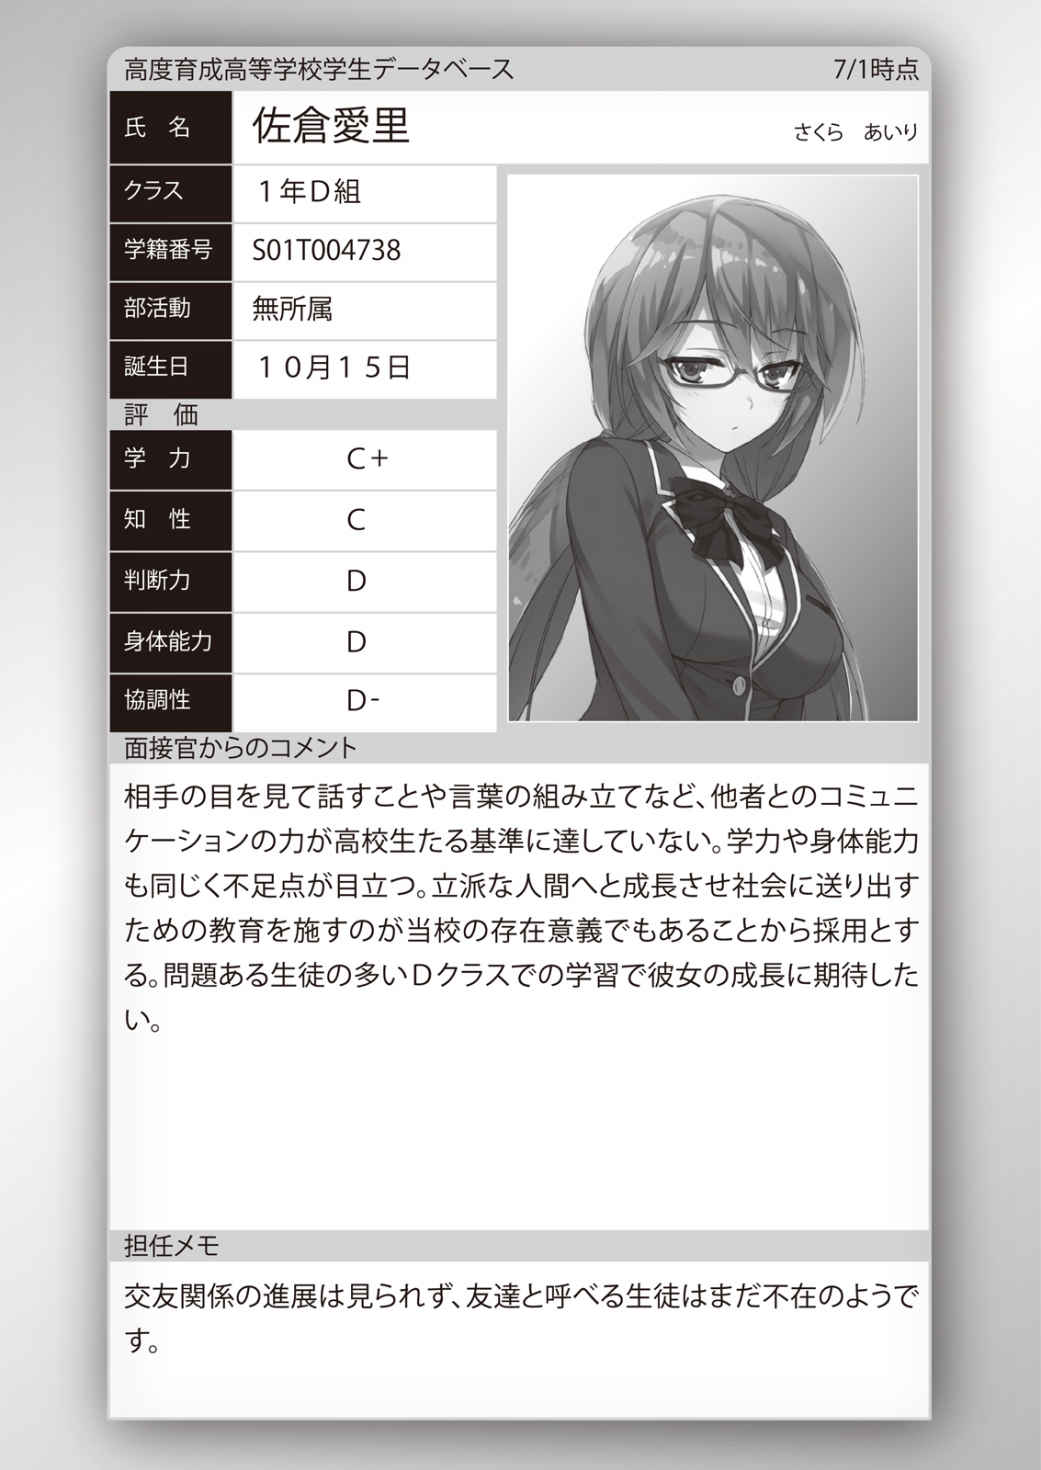 高度育成高等学校学生データベース 7/1時点
氏 名 佐倉愛里 さくら あいり
クラス 1年D組
学籍番号 S01T004738
部活動 無所属
誕生日 10月15日
評 価
学 力 C+
知 性 C
判断力 D
身体能力 D
協調性 D-
面接官からのコメント
相手の目を見て話すことや言葉の組み立てなど、他者とのコミュニ
ケーションの力が高校生たる基準に達していない。学力や身体能力
も同じく不足点が目立つ。立派な人間へと成長させ社会に送り出す
ための教育を施すのが当校の存在意義でもあることから採用とす
る。問題ある生徒の多いDクラスでの学習で彼女の成長に期待した
い。
担任メモ
交友関係の進展は見られず、友達と呼べる生徒はまだ不在のようで
す。